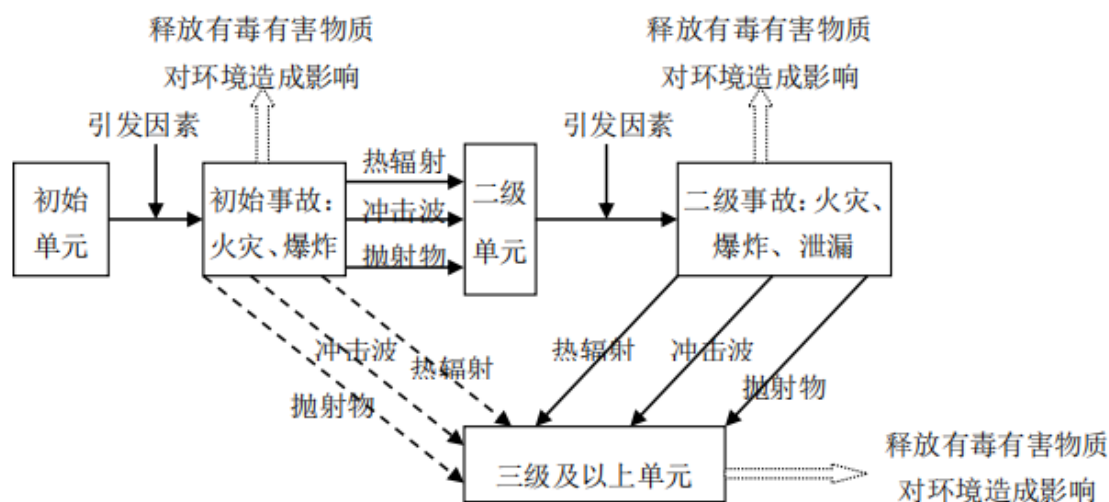 释放有毒有害物质
对环境造成影响
释放有毒有害物质
对环境造成影响
引发因素
引发因素
初始
单元
初始事故：
火灾、爆炸
热辐射
冲击波
抛射物
二级
单元
二级事故：火灾、
爆炸、泄漏
冲击波
热辐射
抛射物
热辐射
冲击波
抛射物
三级及以上单元
释放有毒有害物质
对环境造成影响